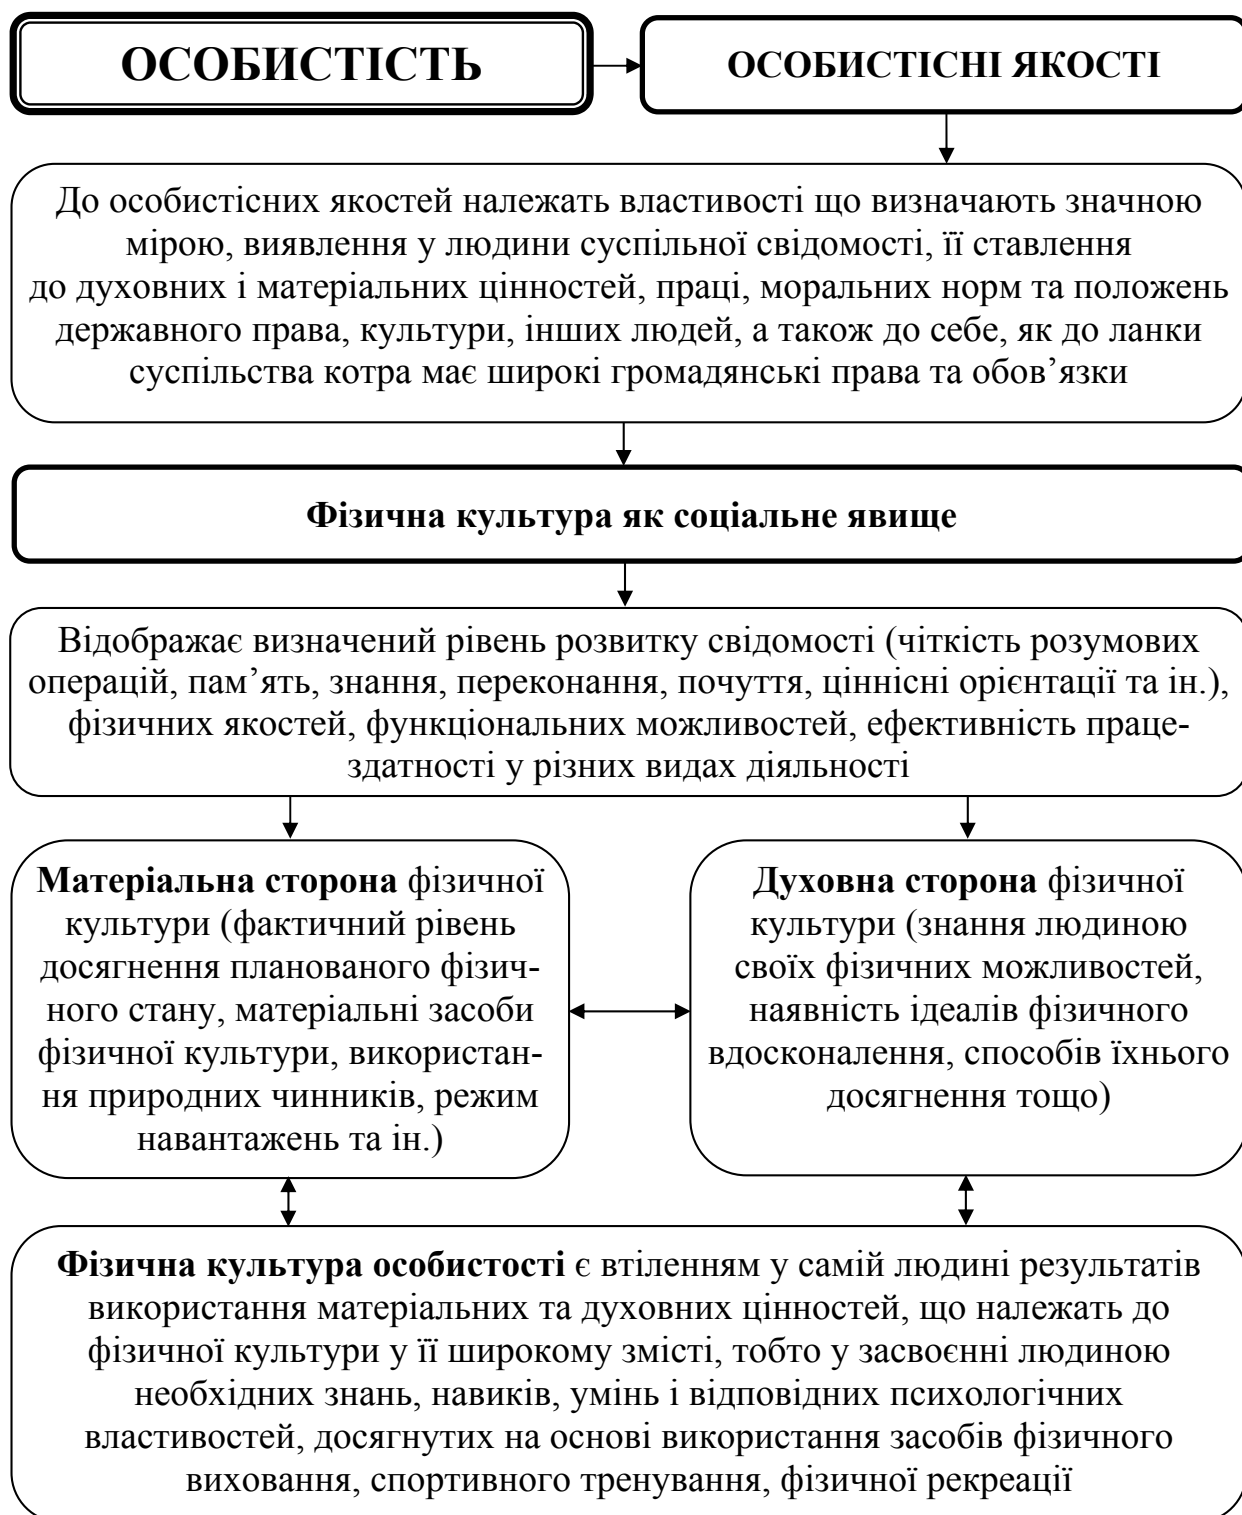 ОСОБИСТІСТЬ
ОСОБИСТІСНІ ЯКОСТІ
До особистісних якостей належать властивості що визначають значною
мірою, виявлення у людини суспільної свідомості, її ставлення
до духовних і матеріальних цінностей, праці, моральних норм та положень
державного права, культури, інших людей, а також до себе, як до ланки
суспільства котра має широкі громадянські права та обов’язки
Фізична культура як соціальне явище
Відображає визначений рівень розвитку свідомості (чіткість розумових
операцій, пам’ять, знання, переконання, почуття, ціннісні орієнтації та ін.),
фізичних якостей, функціональних можливостей, ефективність праце-
здатності у різних видах діяльності
Матеріальна сторона фізичної
культури (фактичний рівень
досягнення планованого фізич-
ного стану, матеріальні засоби
фізичної культури, використан-
ня природних чинників, режим
навантажень та ін.)
Духовна сторона фізичної
культури (знання людиною
своїх фізичних можливостей,
наявність ідеалів фізичного
вдосконалення, способів їхнього
досягнення тощо)
Фізична культура особистості є втіленням у самій людині результатів
використання матеріальних та духовних цінностей, що належать до
фізичної культури у її широкому змісті, тобто у засвоєнні людиною
необхідних знань, навиків, умінь і відповідних психологічних
властивостей, досягнутих на основі використання засобів фізичного
виховання, спортивного тренування, фізичної рекреації